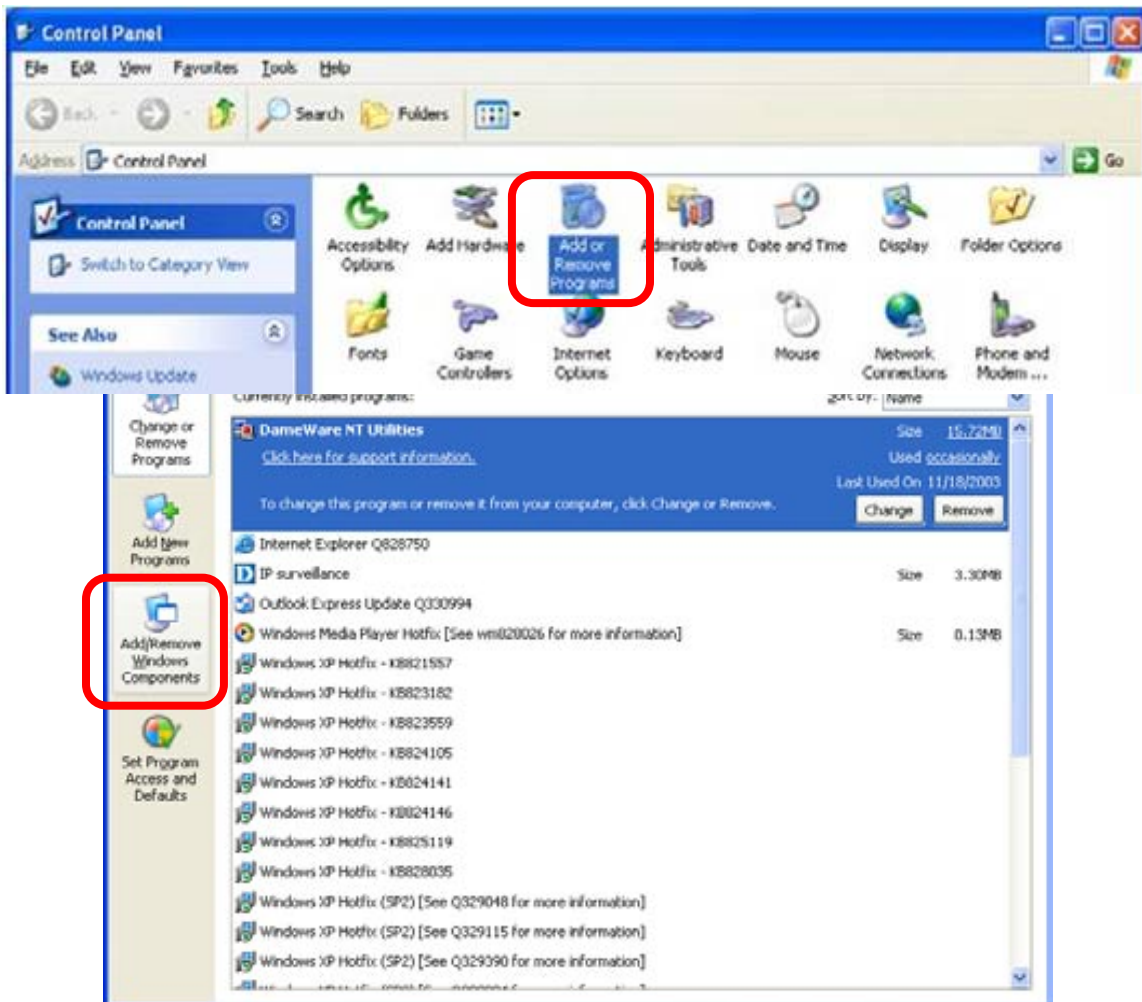 Control Panel
File Edit View Favorites Tools Help
Back Search Folders
Address Control Panel Go
Control Panel
Switch to Category View
See Also
Windows Update
Accessibility Options
Add Hardware
Add or Remove Programs
Administrative Tools
Date and Time
Display
Folder Options
Fonts
Game Controllers
Internet Options
Keyboard
Mouse
Network Connections
Phone and Modem ...
Currently installed programs: Sort by: Name
Change or Remove Programs
Add New Programs
Add/Remove Windows Components
Set Program Access and Defaults
DameWare NT Utilities Size 15.72MB
Click here for support information. Used occasionally
Last Used On 11/18/2003
To change this program or remove it from your computer, click Change or Remove. Change Remove
Internet Explorer Q828750
IP surveillance Size 3.30MB
Outlook Express Update Q330994
Windows Media Player Hotfix [See wm828026 for more information] Size 0.13MB
Windows XP Hotfix - KB821557
Windows XP Hotfix - KB823182
Windows XP Hotfix - KB823559
Windows XP Hotfix - KB824105
Windows XP Hotfix - KB824141
Windows XP Hotfix - KB824146
Windows XP Hotfix - KB825119
Windows XP Hotfix - KB828035
Windows XP Hotfix (SP2) [See Q329048 for more information]
Windows XP Hotfix (SP2) [See Q329115 for more information]
Windows XP Hotfix (SP2) [See Q329390 for more information]